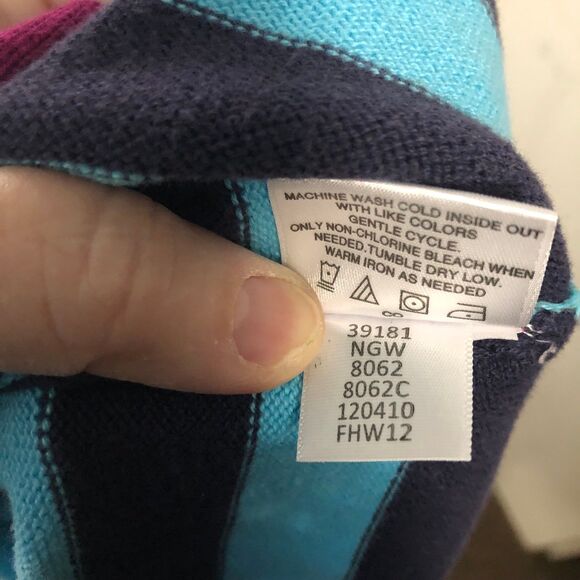 MACHINE WASH COLD INSIDE OUT
WITH LIKE COLORS
GENTLE CYCLE.
ONLY NON-CHLORINE BLEACH WHEN
NEEDED.TUMBLE DRY LOW.
WARM IRON AS NEEDED
39181
NGW
8062
8062C
120410
FHW12